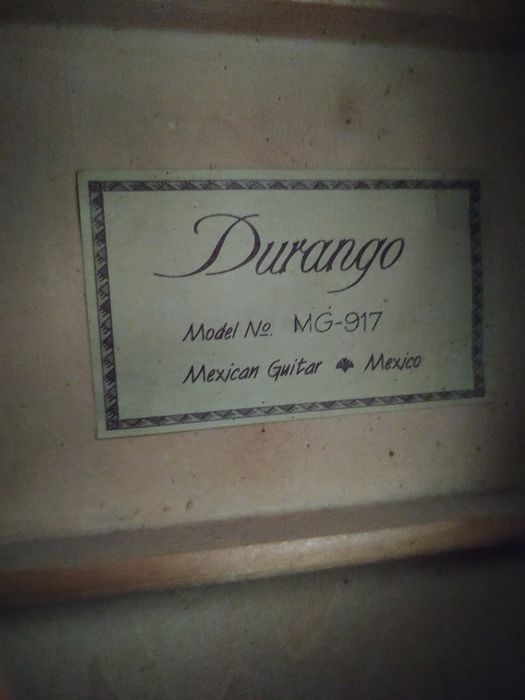 Durango
Model No. MG-917
Mexican Guitar Mexico